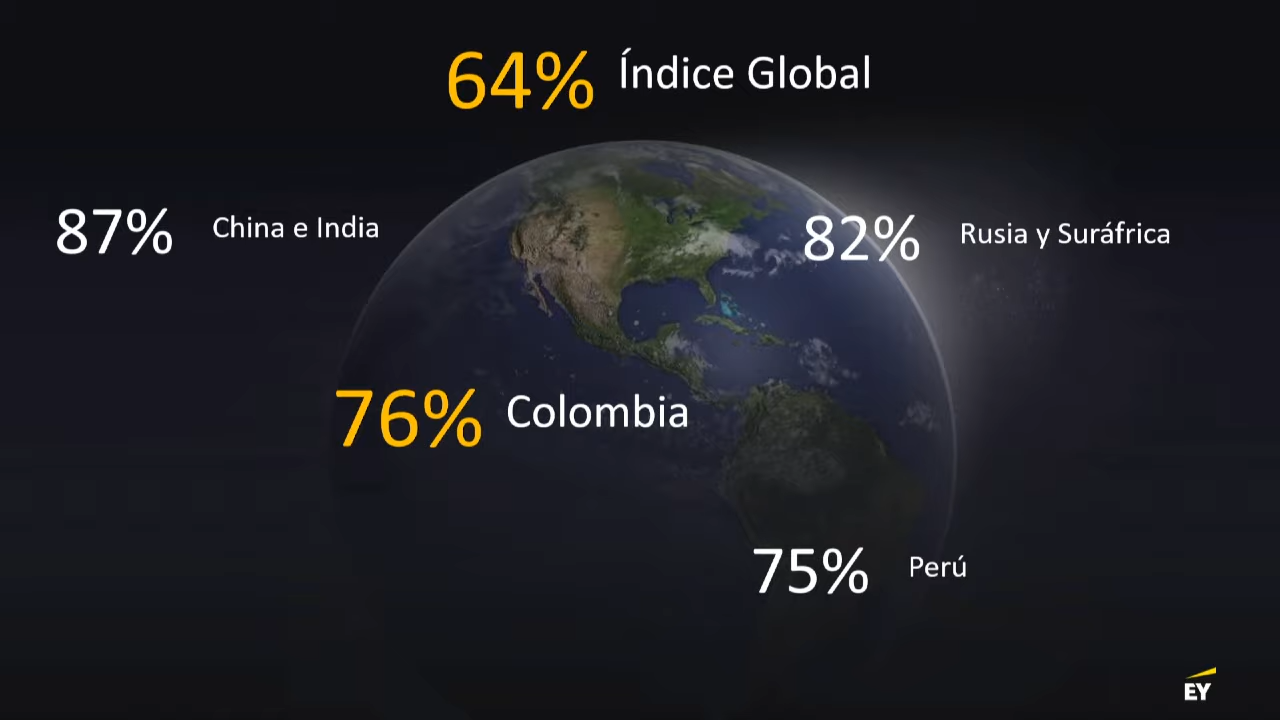 64% Índice Global
87% China e India
82% Rusia y Suráfrica
76% Colombia
75% Perú
EY